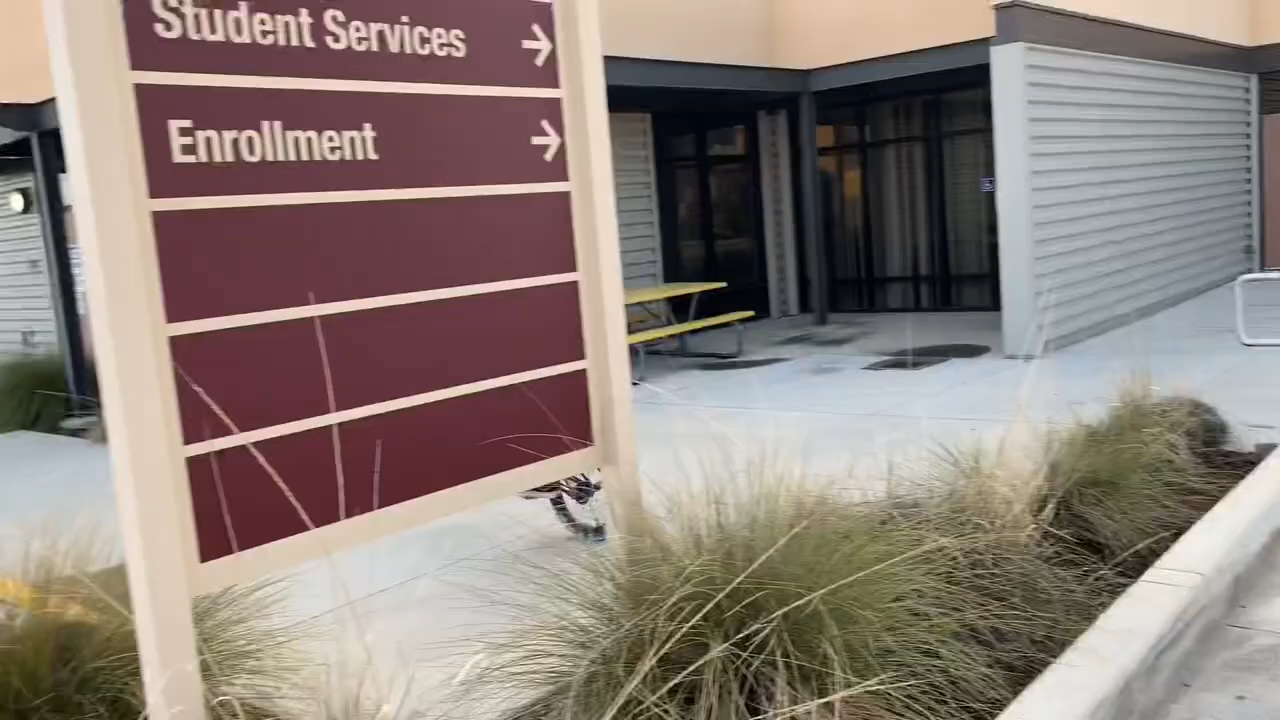 Student Services →
Enrollment →